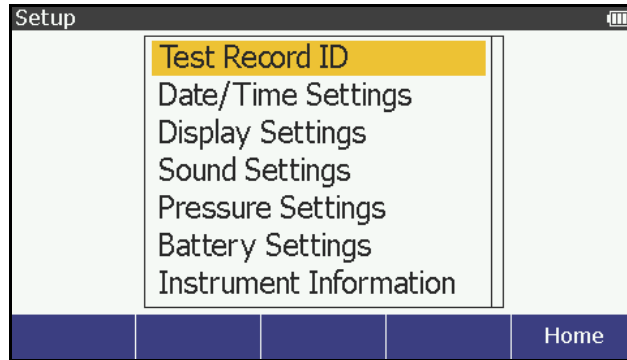 Setup
Test Record ID
Date/Time Settings
Display Settings
Sound Settings
Pressure Settings
Battery Settings
Instrument Information
Home